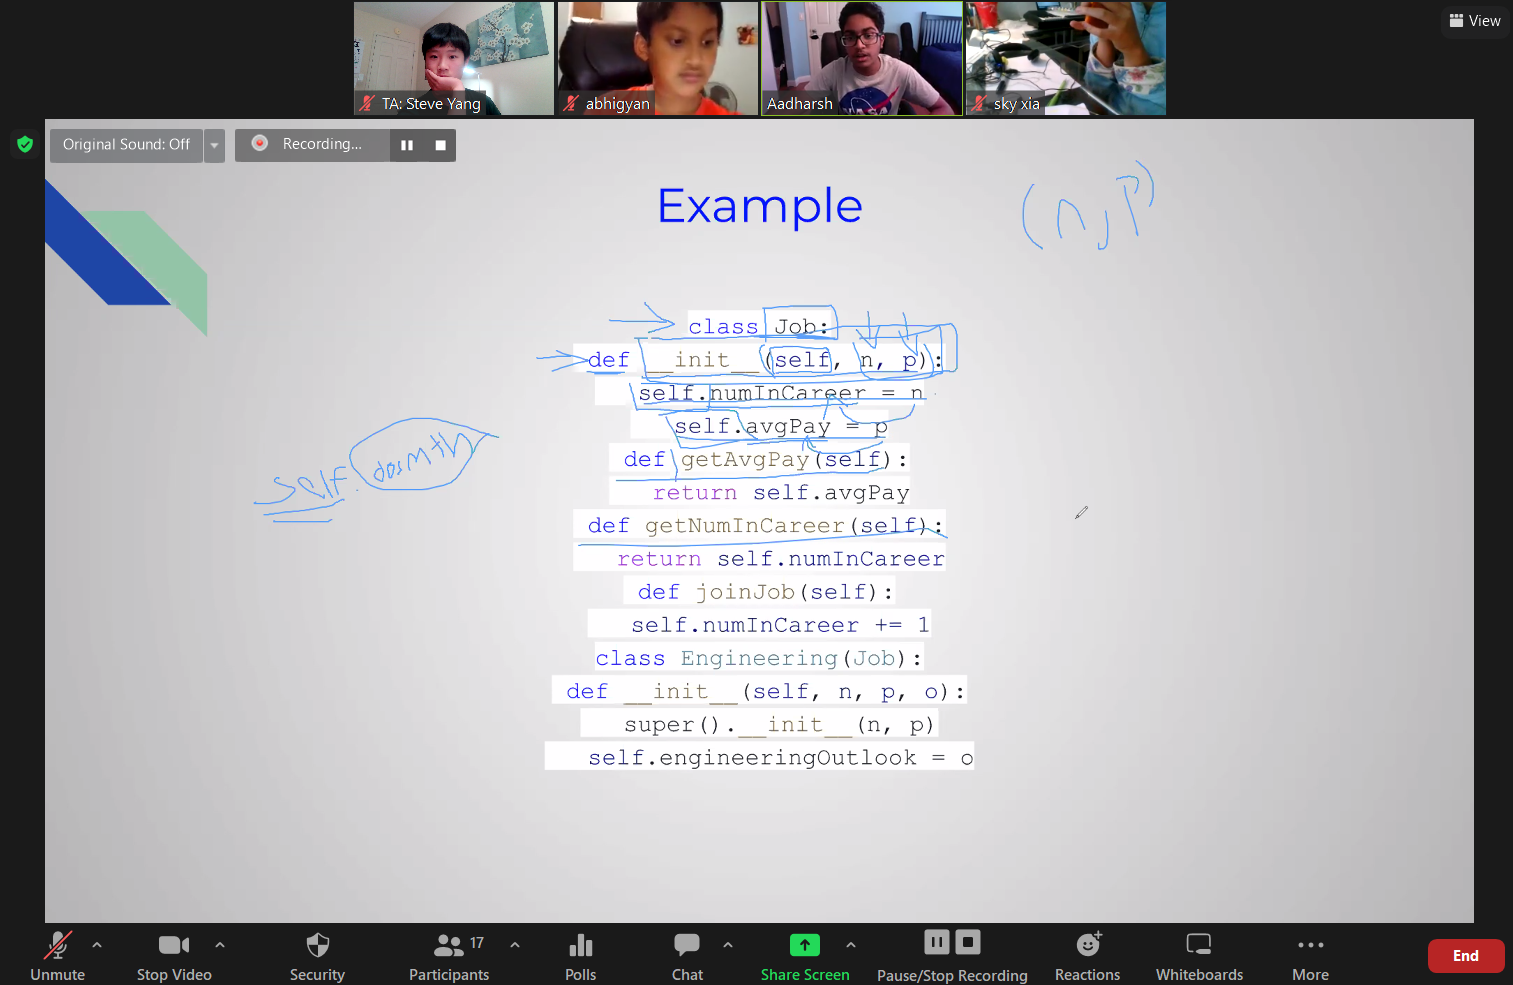 View
TA: Steve Yang
abhigyan
Aadharsh
sky xia
Original Sound: Off
Recording...
Example
(n, p)
class Job:
def __init__(self, n, p):
self.numInCareer = n
self.avgPay = p
def getAvgPay(self):
return self.avgPay
self.dosmth
def getNumInCareer(self):
return self.numInCareer
def joinJob(self):
self.numInCareer += 1
class Engineering(Job):
def __init__(self, n, p, o):
super().__init__(n, p)
self.engineeringOutlook = o
17
Unmute
Stop Video
Security
Participants
Polls
Chat
Share Screen
Pause/Stop Recording
Reactions
Whiteboards
More
End